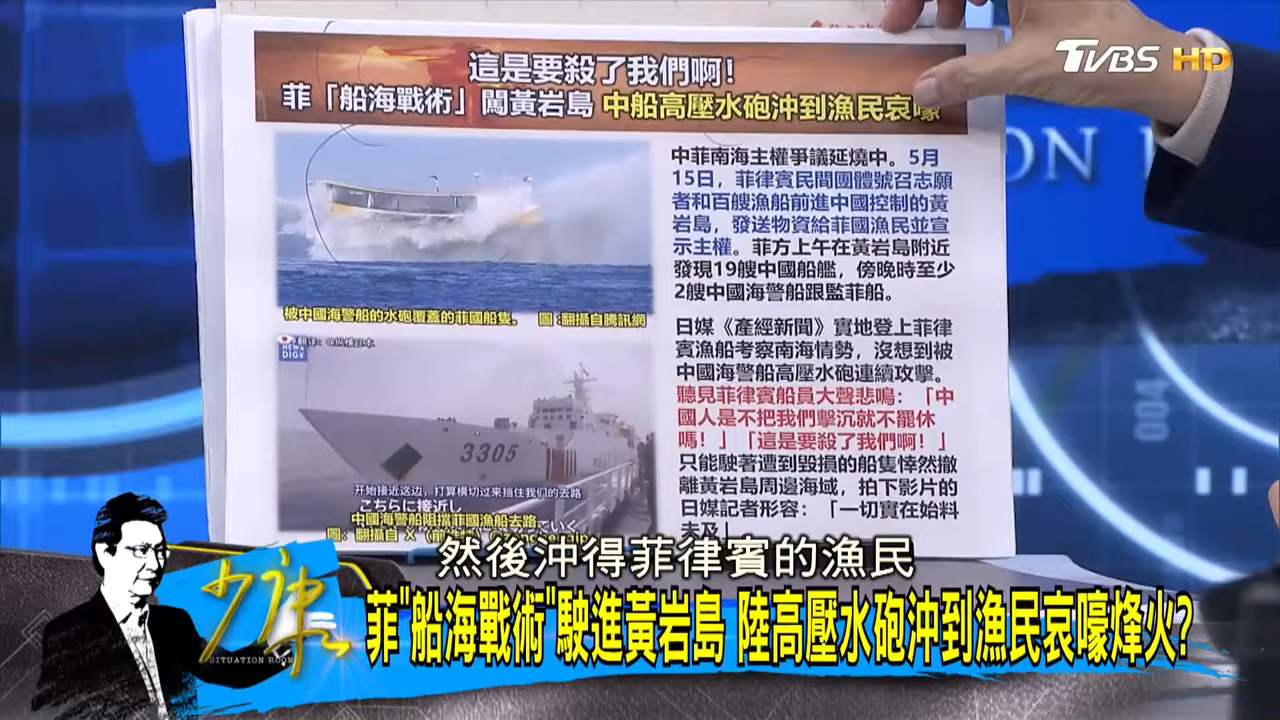 TVBS HD
這是要殺了我們啊！
菲「船海戰術」闖黃岩島 中船高壓水砲沖到漁民哀嚎
ON
中菲南海主權爭議延燒中。5月
15日，菲律賓民間團體號召志願
者和百艘漁船前進中國控制的黃
岩島，發送物資給菲國漁民並宣
示主權。菲方上午在黃岩島附近
發現19艘中國船艦，傍晚時至少
2艘中國海警船跟監菲船。
被中國海警船的水砲覆蓋的菲國船隻。 圖：翻攝自騰訊網
日媒《產經新聞》實地登上菲律
賓漁船考察南海情勢，沒想到被
中國海警船高壓水砲連續攻擊。
聽見菲律賓船員大聲悲鳴：「中
國人是不把我們擊沉就不罷休
嗎！」「這是要殺了我們啊！」
只能駛著遭到毀損的船隻悻然撤
離黃岩島周邊海域，拍下影片的
日媒記者形容：「一切實在始料
未及」
NEWS
DIGY
3305
开始接近这边，打算横切过来挡住我们的去路
こちらに接近し
中國海警船阻擋菲國漁船去路。
圖：翻攝自 X
004
然後沖得菲律賓的漁民
少康
SITUATION ROOM
菲"船海戰術"駛進黃岩島 陸高壓水砲沖到漁民哀嚎烽火?